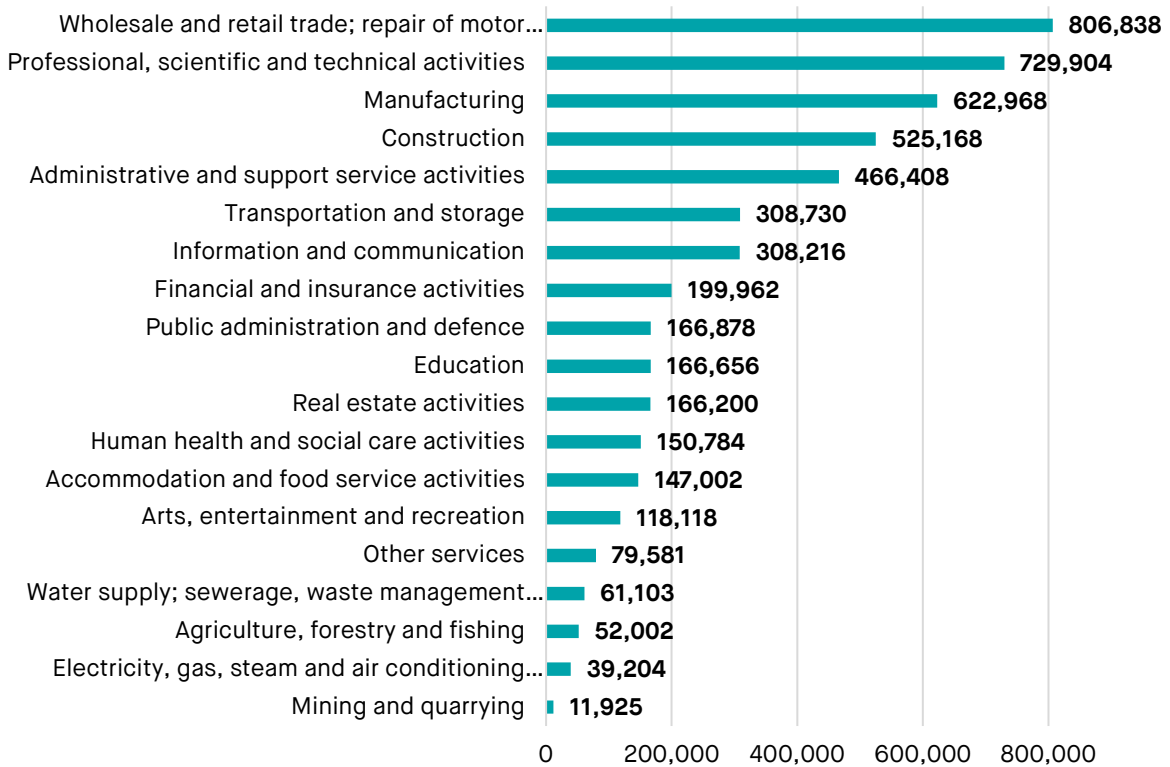 Wholesale and retail trade; repair of motor... 806,838
Professional, scientific and technical activities 729,904
Manufacturing 622,968
Construction 525,168
Administrative and support service activities 466,408
Transportation and storage 308,730
Information and communication 308,216
Financial and insurance activities 199,962
Public administration and defence 166,878
Education 166,656
Real estate activities 166,200
Human health and social care activities 150,784
Accommodation and food service activities 147,002
Arts, entertainment and recreation 118,118
Other services 79,581
Water supply; sewerage, waste management... 61,103
Agriculture, forestry and fishing 52,002
Electricity, gas, steam and air conditioning... 39,204
Mining and quarrying 11,925
0 200,000 400,000 600,000 800,000